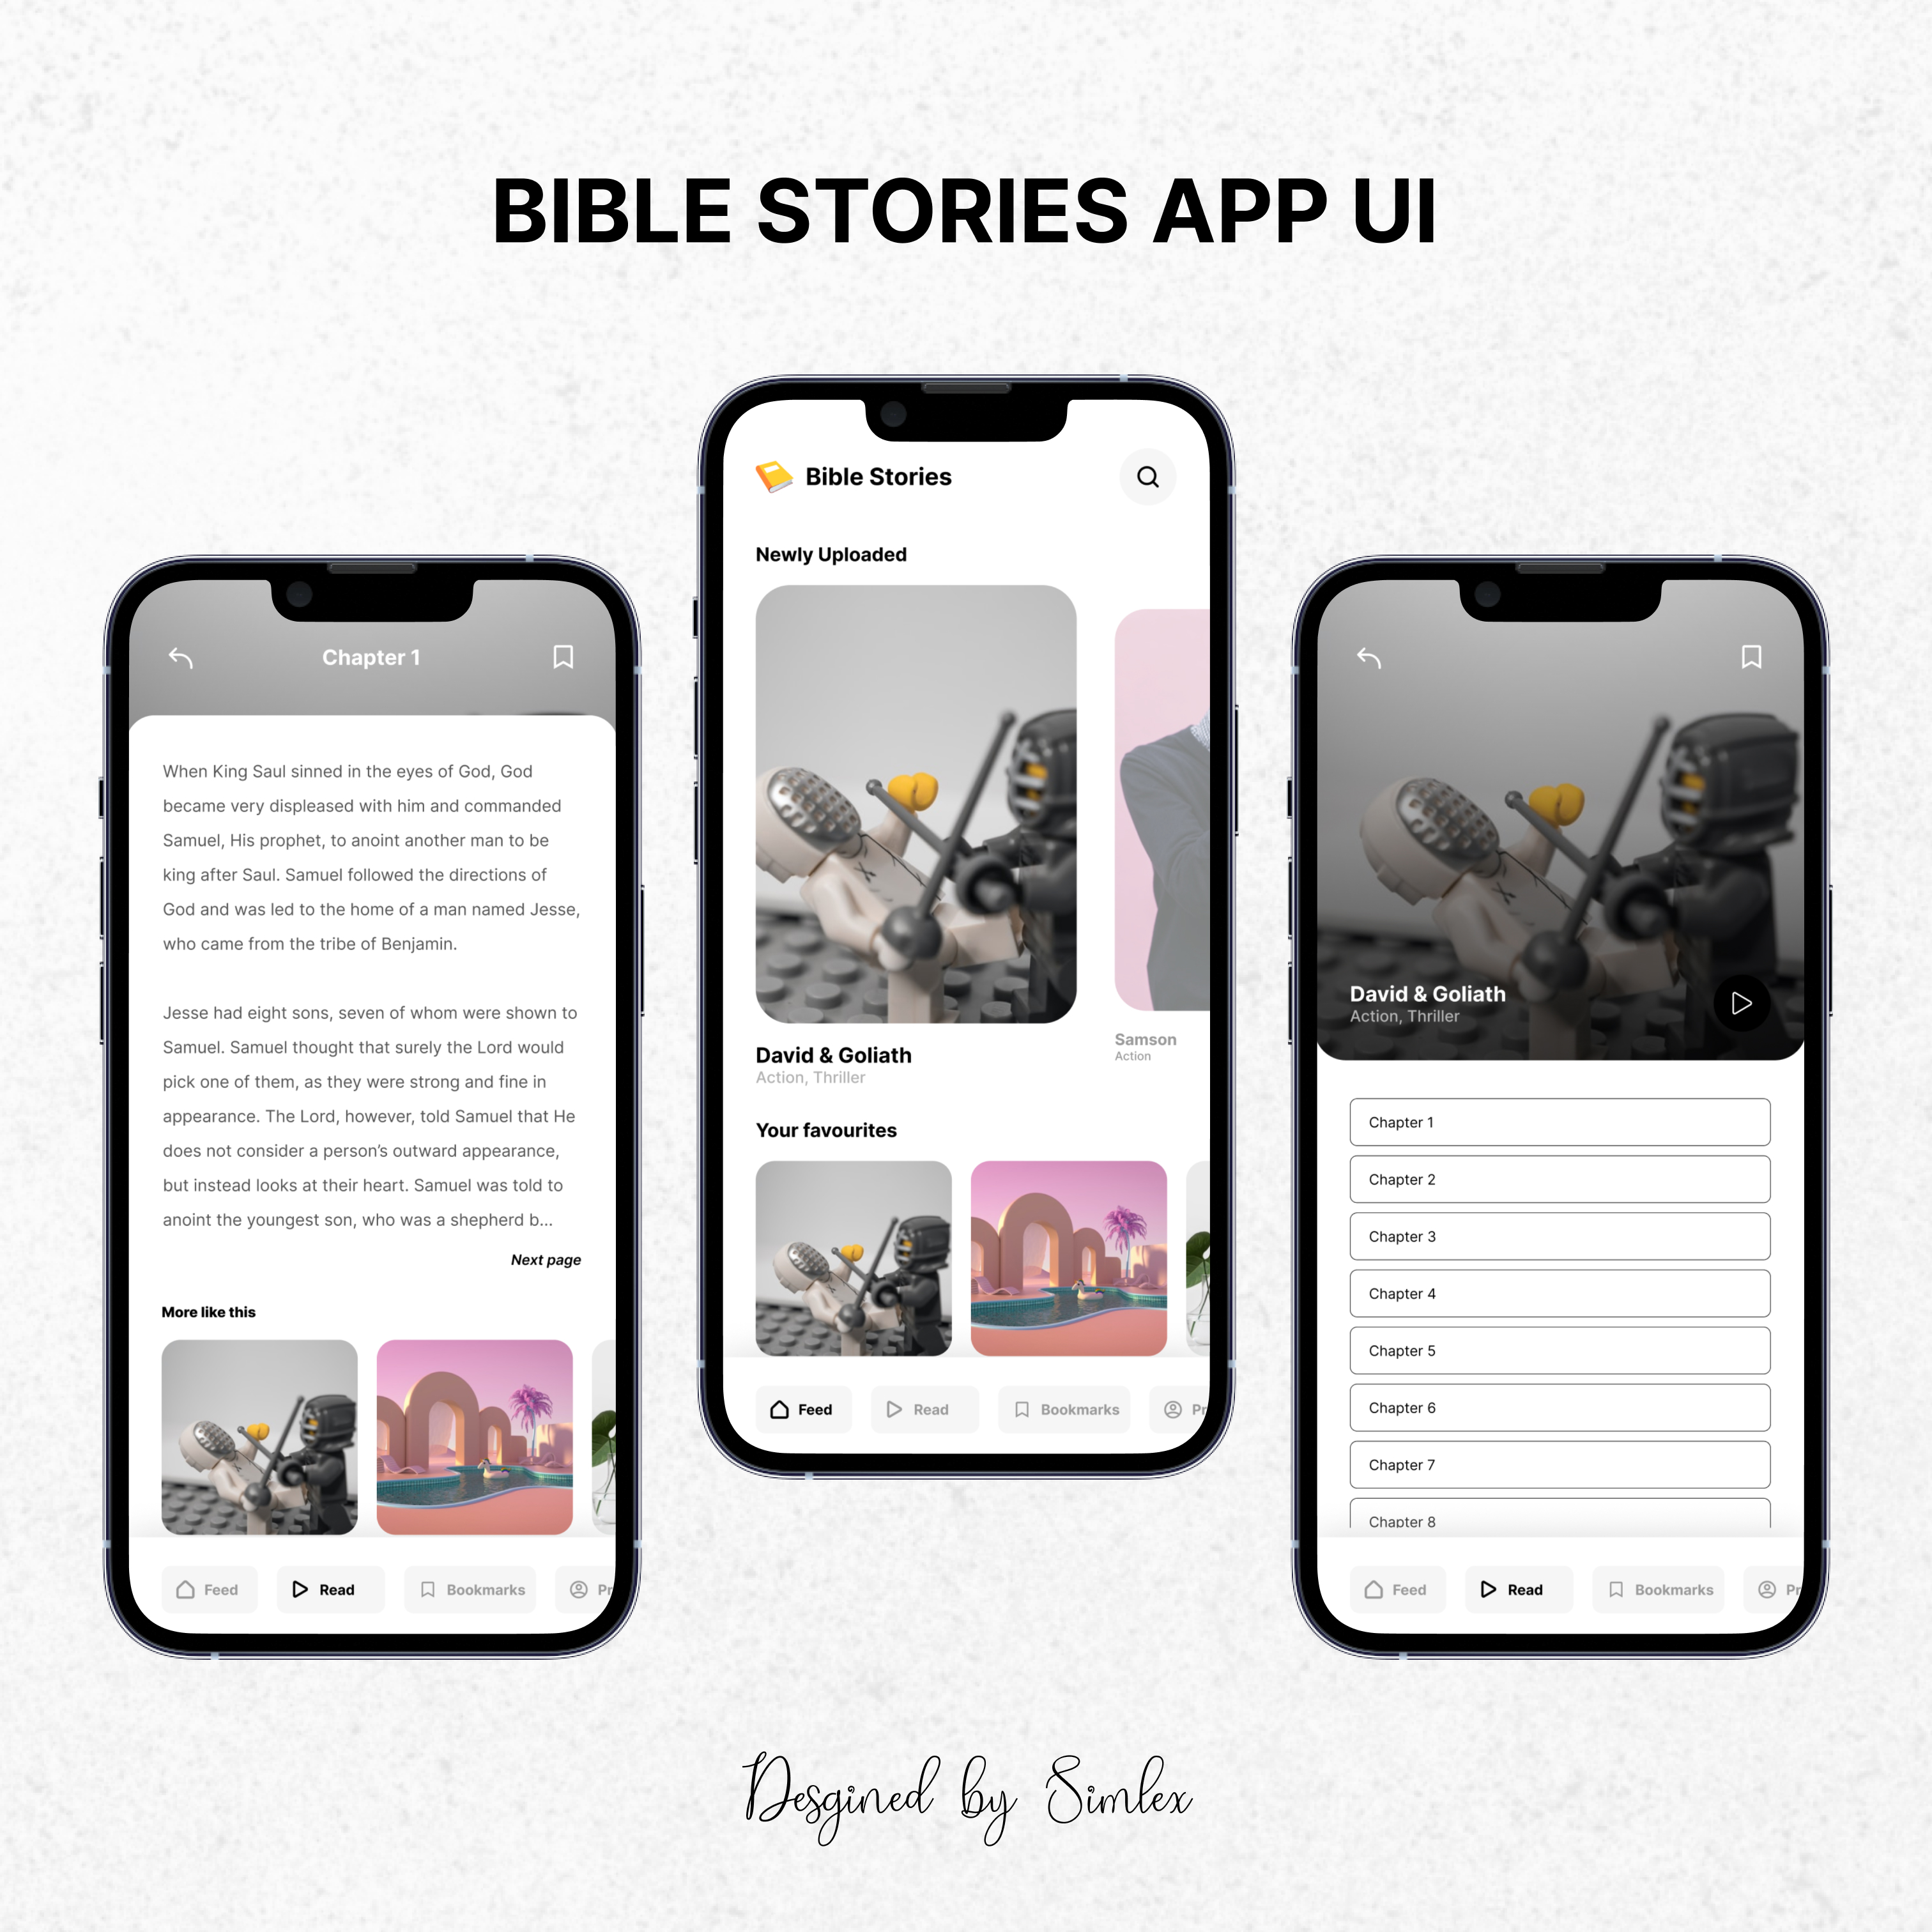 BIBLE STORIES APP UI
Chapter 1
When King Saul sinned in the eyes of God, God
became very displeased with him and commanded
Samuel, His prophet, to anoint another man to be
king after Saul. Samuel followed the directions of
God and was led to the home of a man named Jesse,
who came from the tribe of Benjamin.
Jesse had eight sons, seven of whom were shown to
Samuel. Samuel thought that surely the Lord would
pick one of them, as they were strong and fine in
appearance. The Lord, however, told Samuel that He
does not consider a person’s outward appearance,
but instead looks at their heart. Samuel was told to
anoint the youngest son, who was a shepherd b...
Next page
More like this
Feed Read Bookmarks Pr
Bible Stories
Newly Uploaded
David & Goliath
Action, Thriller
Samson
Action
Your favourites
Feed Read Bookmarks Pr
David & Goliath
Action, Thriller
Chapter 1
Chapter 2
Chapter 3
Chapter 4
Chapter 5
Chapter 6
Chapter 7
Chapter 8
Feed Read Bookmarks Pr
Desgined by Simlex